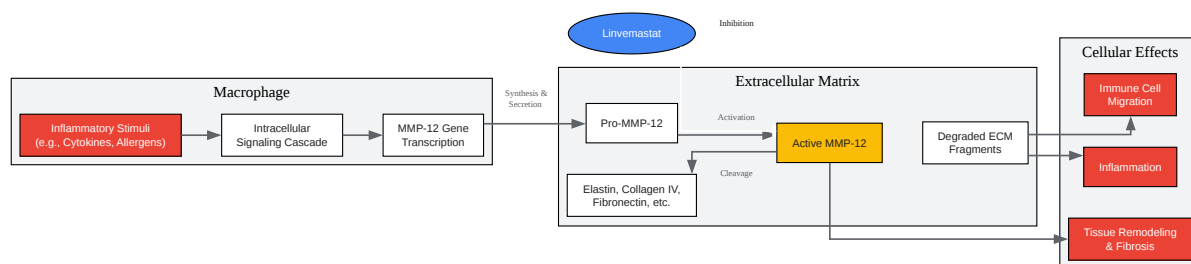 Linvemastat
Inhibition
Macrophage
Inflammatory Stimuli
(e.g., Cytokines, Allergens)
Intracellular
Signaling Cascade
MMP-12 Gene
Transcription
Synthesis &
Secretion
Extracellular Matrix
Pro-MMP-12
Activation
Active MMP-12
Cleavage
Elastin, Collagen IV,
Fibronectin, etc.
Degraded ECM
Fragments
Cellular Effects
Immune Cell
Migration
Inflammation
Tissue Remodeling
& Fibrosis